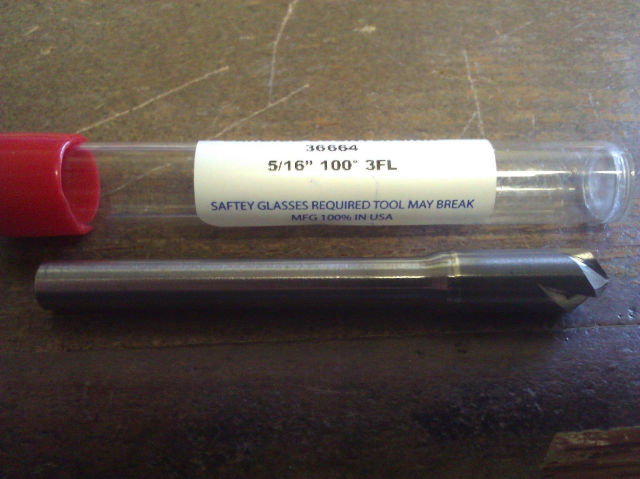 36664
5/16" 100° 3FL
SAFTEY GLASSES REQUIRED TOOL MAY BREAK
MFG 100% IN USA